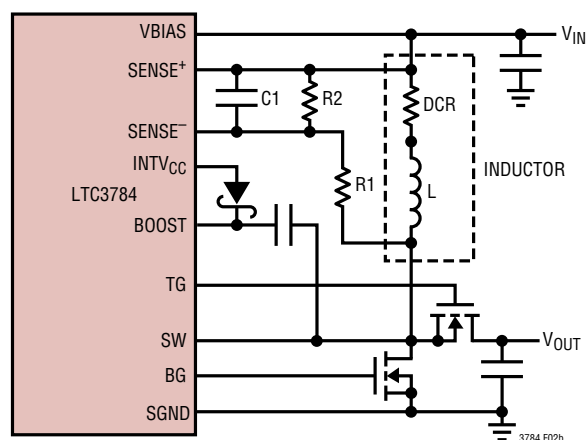 VBIAS
VIN
SENSE+
C1
R2
DCR
SENSE–
INTVCC
R1
L
INDUCTOR
LTC3784
BOOST
TG
SW
VOUT
BG
SGND
3784 F02b